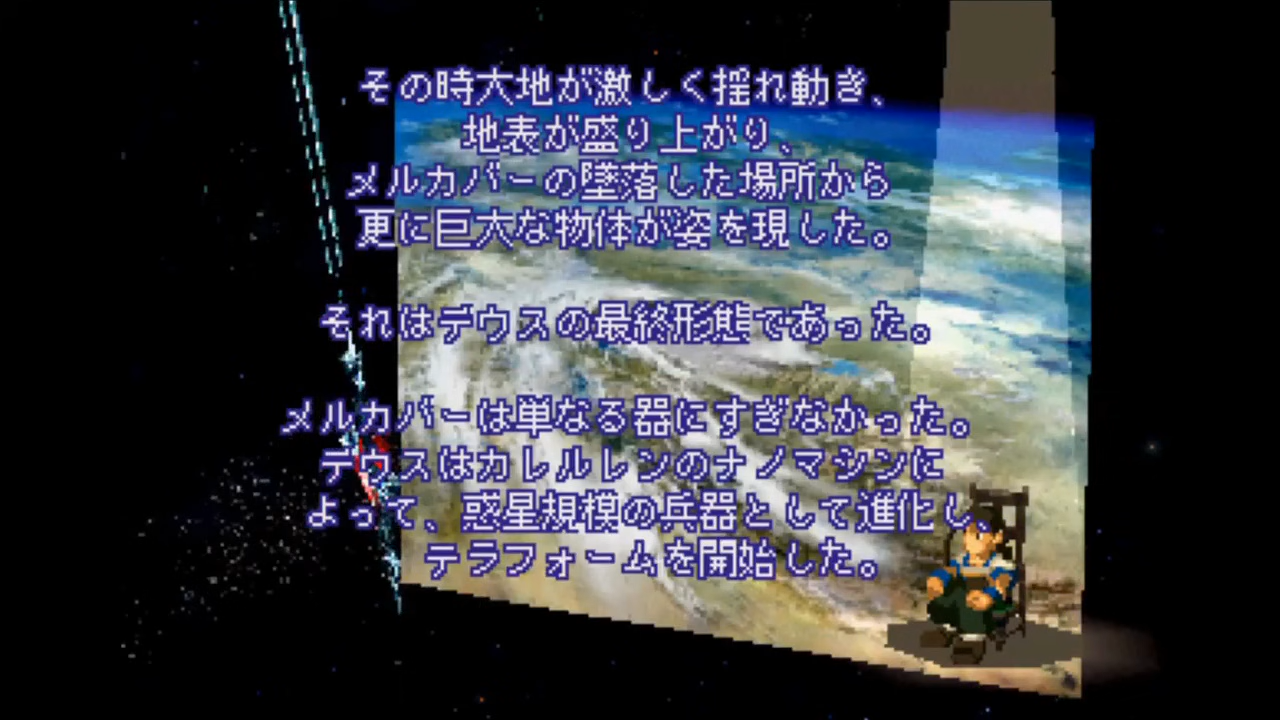 その時大地が激しく揺れ動き、
地表が盛り上がり、
メルカバーの墜落した場所から
更に巨大な物体が姿を現した。
それはデウスの最終形態であった。
メルカバーは単なる器にすぎなかった。
デウスはカレルレンのナノマシンに
よって、惑星規模の兵器として進化し、
テラフォームを開始した。